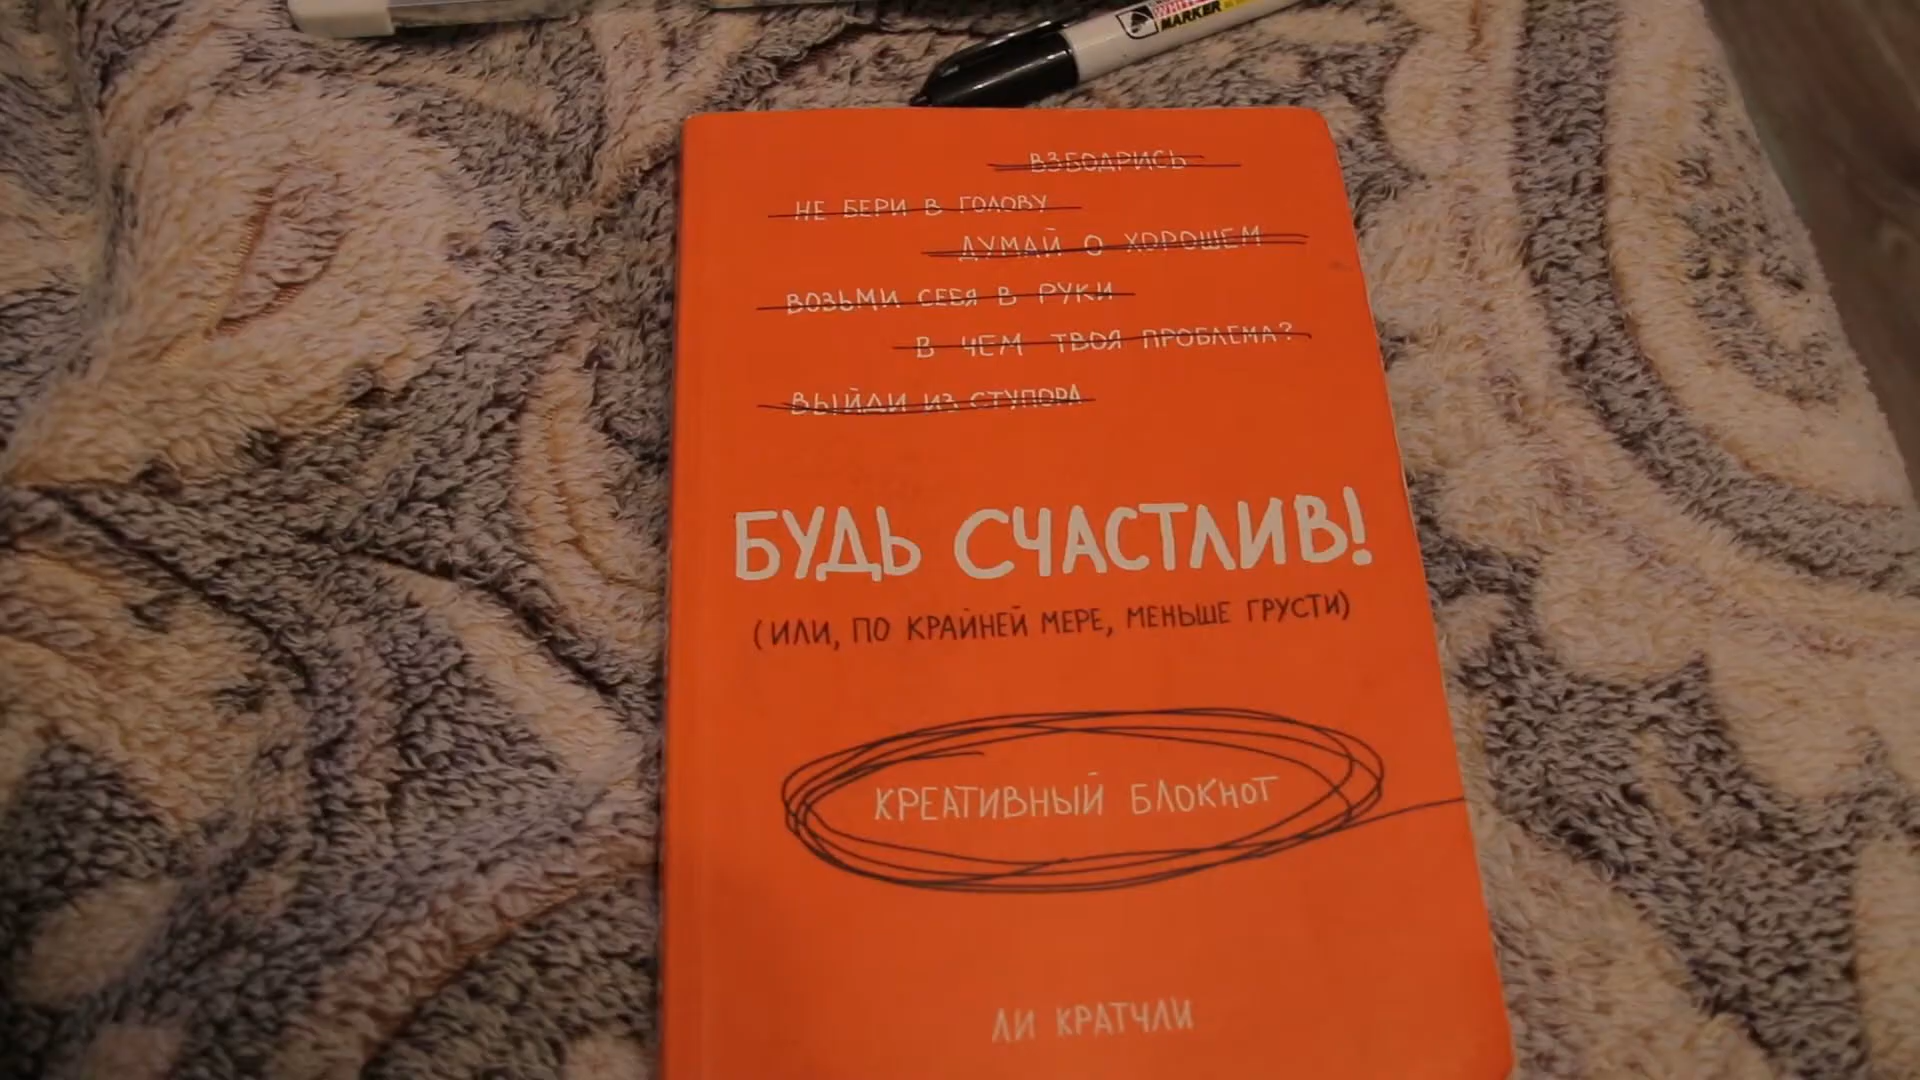 MARKER
ВЗБОДРИСЬ
НЕ БЕРИ В ГОЛОВУ
ДУМАЙ О ХОРОШЕМ
ВОЗЬМИ СЕБЯ В РУКИ
В ЧЕМ ТВОЯ ПРОБЛЕМА?
ВЫЙДИ ИЗ СТУПОРА
БУДЬ СЧАСТЛИВ!
(ИЛИ, ПО КРАЙНЕЙ МЕРЕ, МЕНЬШЕ ГРУСТИ)
КРЕАТИВНЫЙ БЛОКНОТ
ЛИ КРАТЧЛИ